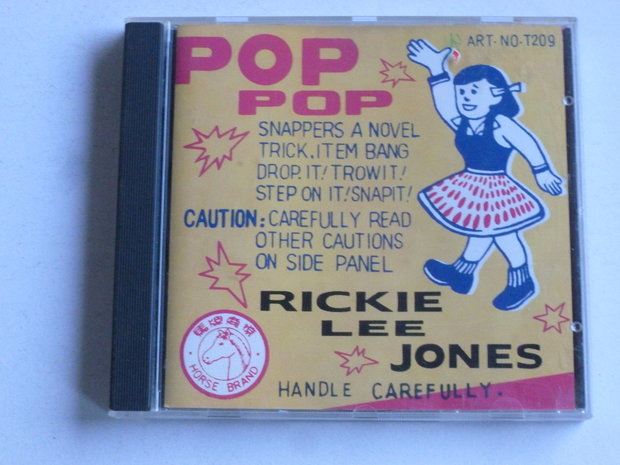 ART-NO-T209
POP
POP
SNAPPERS A NOVEL
TRICK, ITEM BANG
DROP IT! TROWIT!
STEP ON IT! SNAPIT!
CAUTION: CAREFULLY READ
OTHER CAUTIONS
ON SIDE PANEL
RICKIE
LEE
JONES
HORSE BRAND
HANDLE CAREFULLY.